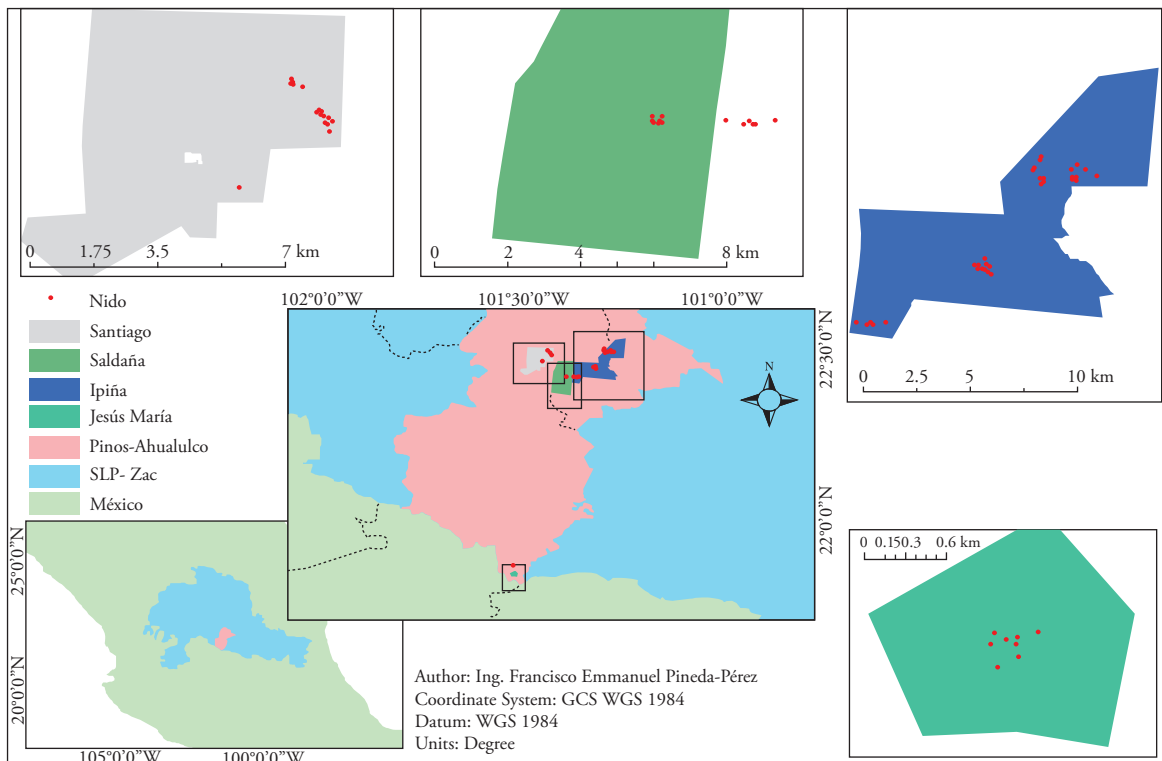 0 1.75 3.5 7 km
0 2 4 8 km
0 2.5 5 10 km
Nido
Santiago
Saldaña
Ipiña
Jesús María
Pinos-Ahualulco
SLP- Zac
México
102°0'0"W 101°30'0"W 101°0'0"W
22°30'0"N
22°0'0"N
N
25°0'0"N
20°0'0"N
105°0'0"W 100°0'0"W
0 0.150.3 0.6 km
Author: Ing. Francisco Emmanuel Pineda-Pérez
Coordinate System: GCS WGS 1984
Datum: WGS 1984
Units: Degree